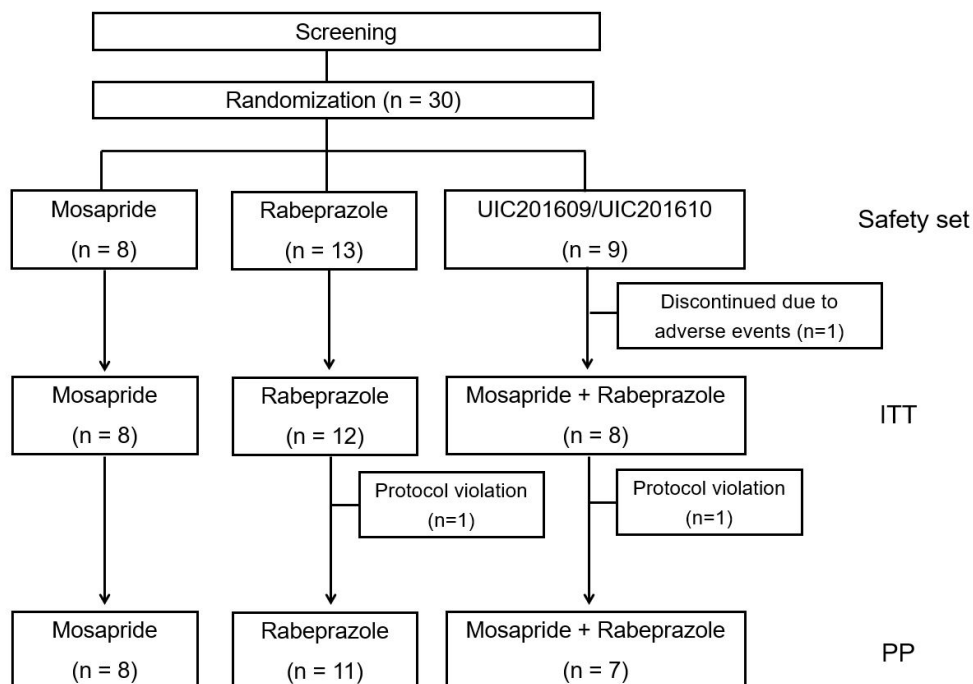 Screening
Randomization (n = 30)
Mosapride
(n = 8)
Rabeprazole
(n = 13)
UIC201609/UIC201610
(n = 9)
Safety set
Discontinued due to
adverse events (n=1)
Mosapride
(n = 8)
Rabeprazole
(n = 12)
Mosapride + Rabeprazole
(n = 8)
ITT
Protocol violation
(n=1)
Protocol violation
(n=1)
Mosapride
(n = 8)
Rabeprazole
(n = 11)
Mosapride + Rabeprazole
(n = 7)
PP